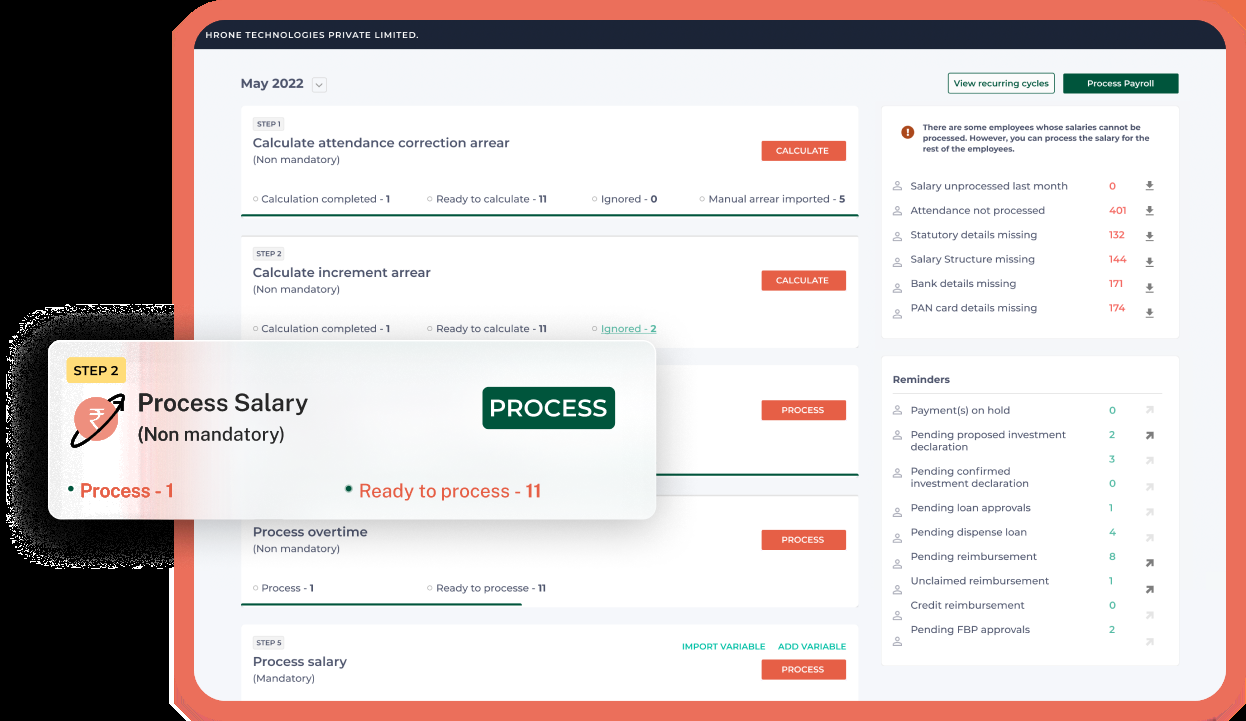 HRONE TECHNOLOGIES PRIVATE LIMITED.
May 2022
View recurring cycles
Process Payroll
STEP 1
Calculate attendance correction arrear
(Non mandatory)
CALCULATE
Calculation completed - 1
Ready to calculate - 11
Ignored - 0
Manual arrear imported - 5
STEP 2
Calculate increment arrear
(Non mandatory)
CALCULATE
Calculation completed - 1
Ready to calculate - 11
Ignored - 2
STEP 2
₹
Process Salary
(Non mandatory)
PROCESS
Process - 1
Ready to process - 11
PROCESS
Process overtime
(Non mandatory)
PROCESS
Process - 1
Ready to processe - 11
STEP 5
Process salary
(Mandatory)
IMPORT VARIABLE
ADD VARIABLE
PROCESS
There are some employees whose salaries cannot be
processed. However, you can process the salary for the
rest of the employees.
Salary unprocessed last month 0
Attendance not processed 401
Statutory details missing 132
Salary Structure missing 144
Bank details missing 171
PAN card details missing 174
Reminders
Payment(s) on hold 0
Pending proposed investment 2
declaration
3
Pending confirmed
investment declaration 0
Pending loan approvals 1
Pending dispense loan 4
Pending reimbursement 8
Unclaimed reimbursement 1
Credit reimbursement 0
Pending FBP approvals 2